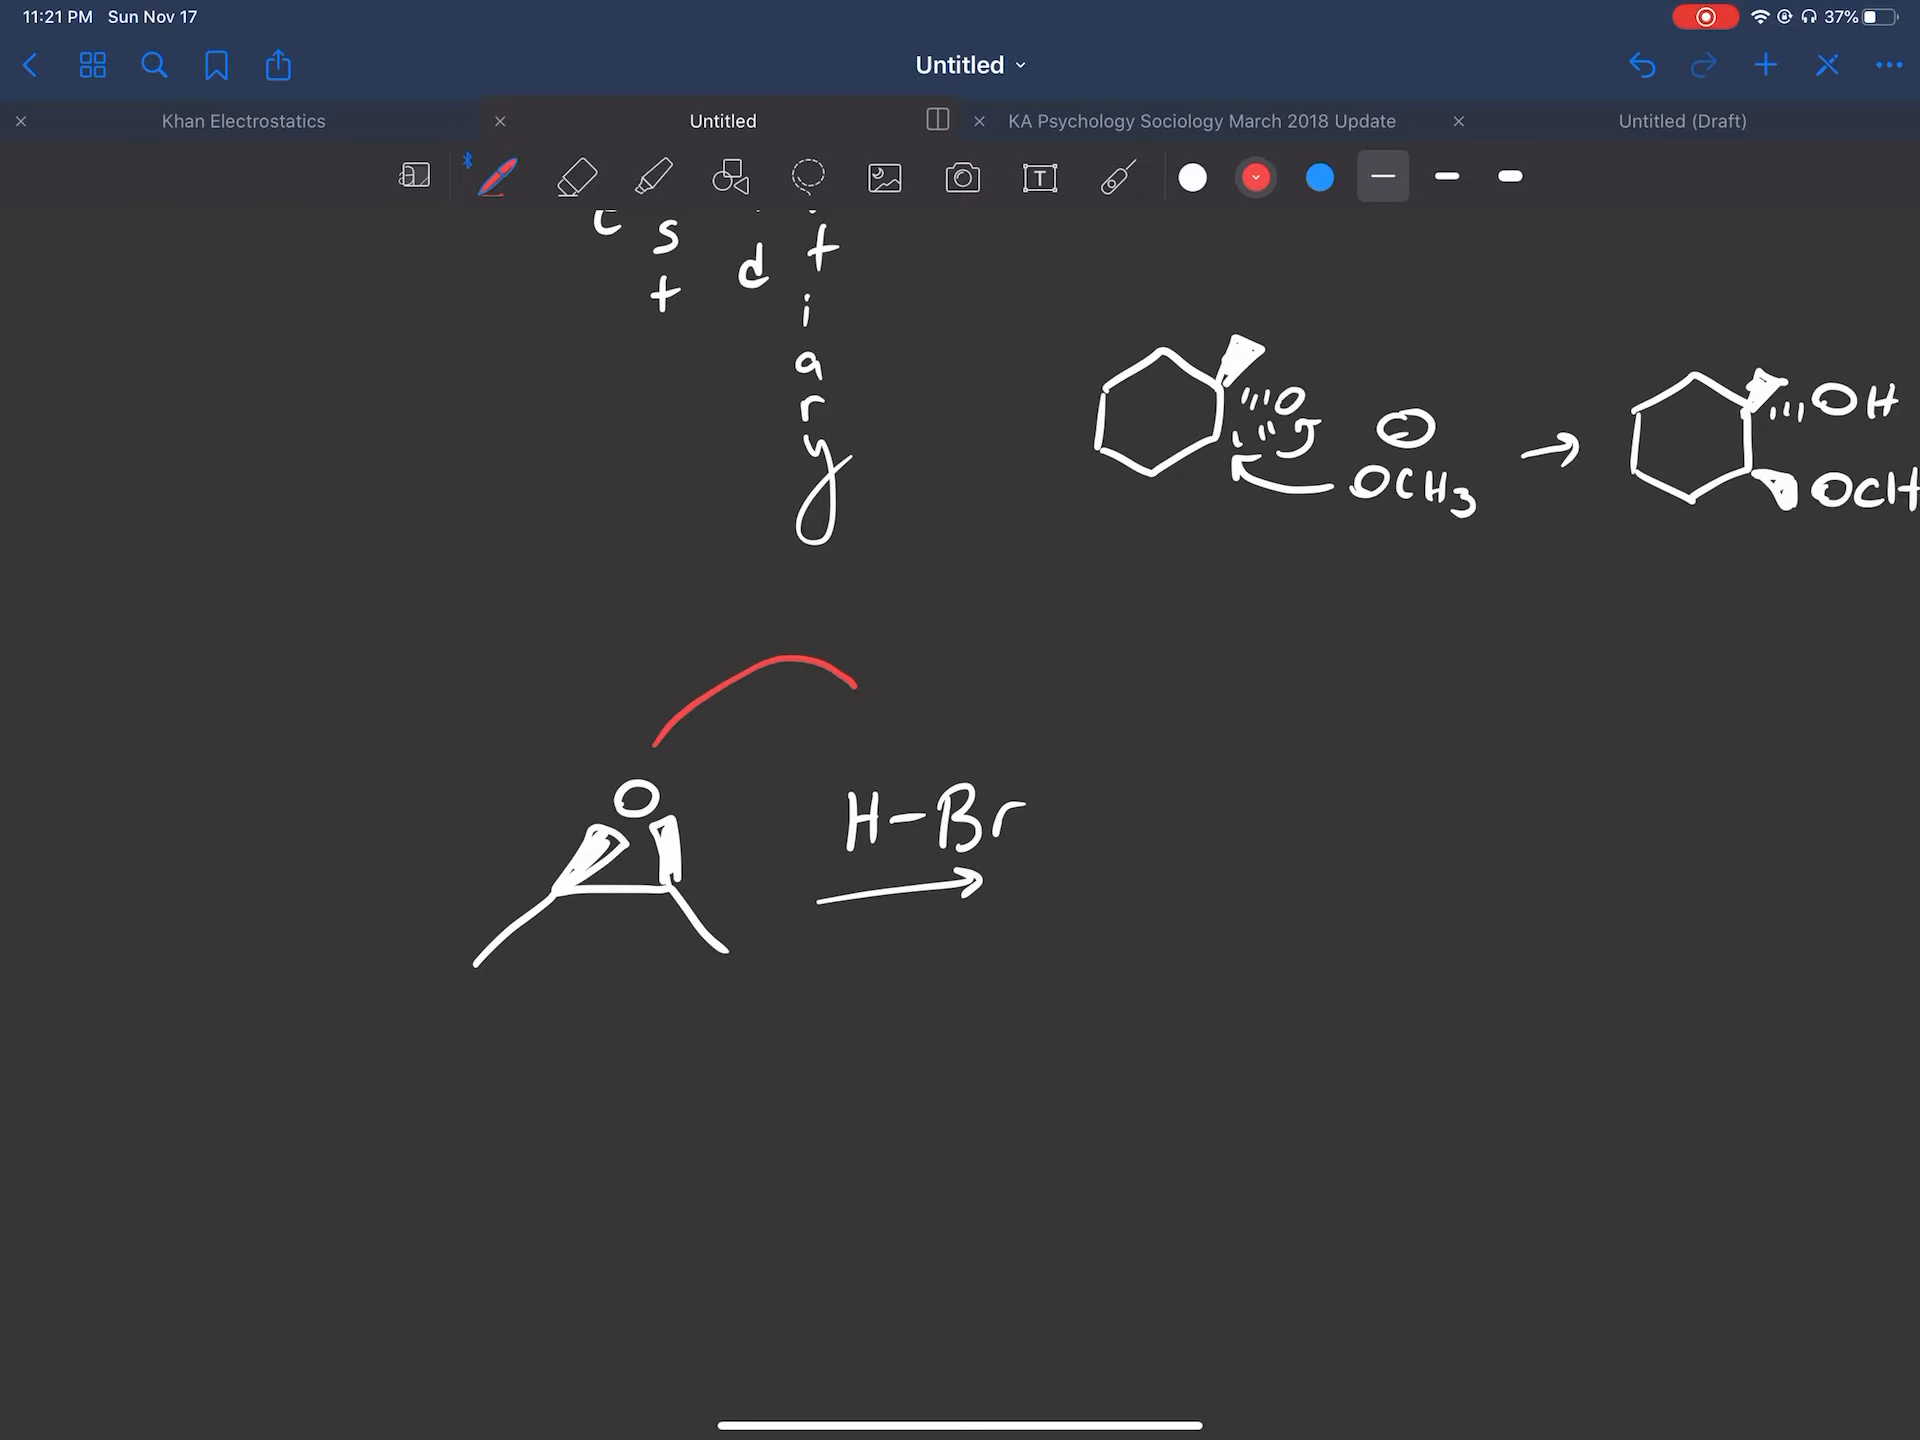 11:21 PM Sun Nov 17
37%
Untitled
Khan Electrostatics
Untitled
KA Psychology Sociology March 2018 Update
Untitled (Draft)
T
s
t
d
t
i
a
r
y
O
OCH3
OH
OCH
O
H-Br